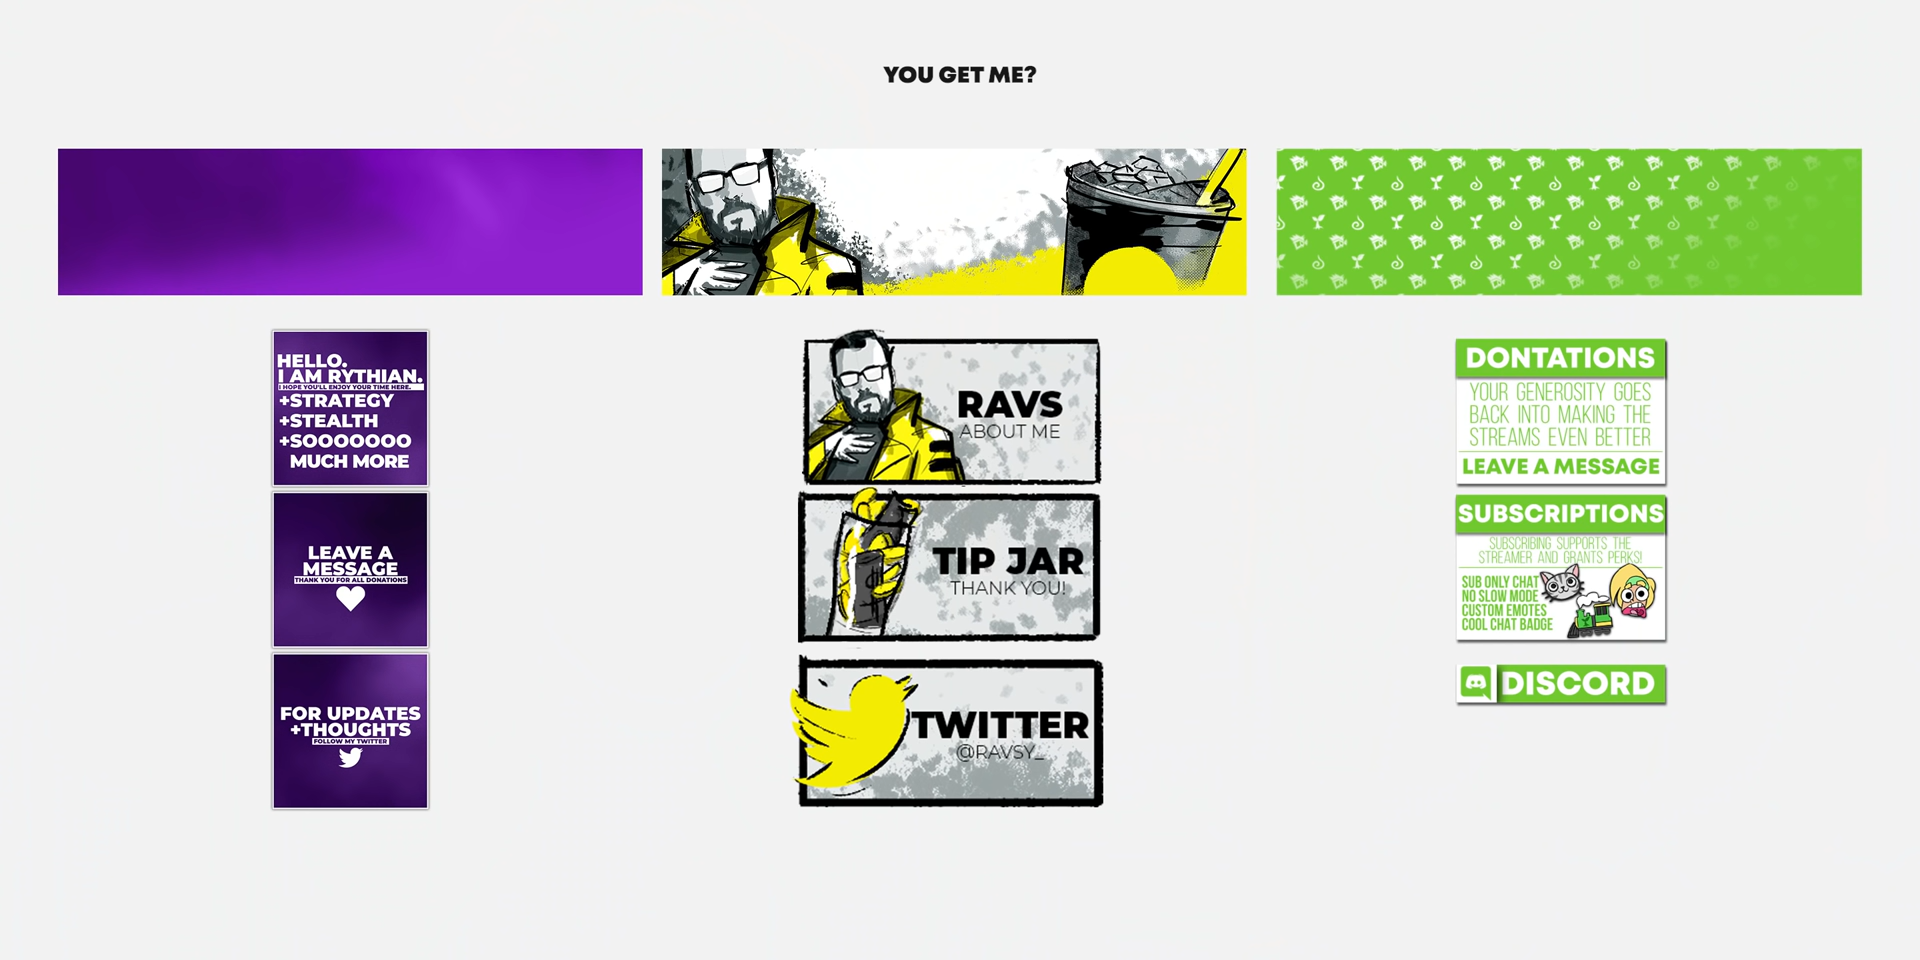 YOU GET ME?
HELLO.
I AM RYTHIAN.
I HOPE YOU'LL ENJOY YOUR TIME HERE.
+STRATEGY
+STEALTH
+SOOOOOOO
MUCH MORE
LEAVE A
MESSAGE
THANK YOU FOR ALL DONATIONS
FOR UPDATES
+THOUGHTS
FOLLOW MY TWITTER
RAVS
ABOUT ME
TIP JAR
THANK YOU!
TWITTER
@RAVSY_
DONTATIONS
YOUR GENEROSITY GOES
BACK INTO MAKING THE
STREAMS EVEN BETTER
LEAVE A MESSAGE
SUBSCRIPTIONS
SUBSCRIBING SUPPORTS THE
STREAMER AND GRANTS PERKS!
SUB ONLY CHAT
NO SLOW MODE
CUSTOM EMOTES
COOL CHAT BADGE
DISCORD